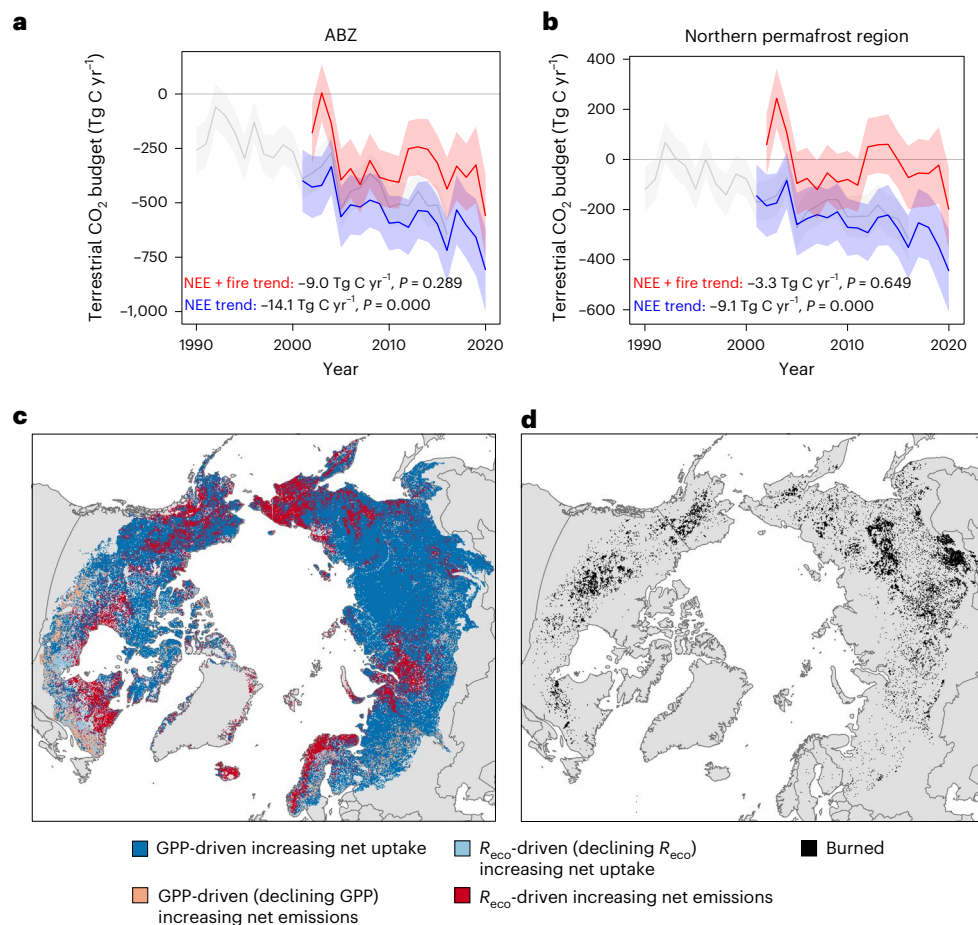 a
ABZ
Terrestrial CO₂ budget (Tg C yr⁻¹)
0
−250
−500
−750
−1,000
NEE + fire trend: −9.0 Tg C yr⁻¹, P = 0.289
NEE trend: −14.1 Tg C yr⁻¹, P = 0.000
1990
2000
2010
2020
Year
b
Northern permafrost region
Terrestrial CO₂ budget (Tg C yr⁻¹)
400
200
0
−200
−400
−600
NEE + fire trend: −3.3 Tg C yr⁻¹, P = 0.649
NEE trend: −9.1 Tg C yr⁻¹, P = 0.000
1990
2000
2010
2020
Year
c
d
GPP-driven increasing net uptake
GPP-driven (declining GPP)
increasing net emissions
R_eco-driven (declining R_eco)
increasing net uptake
R_eco-driven increasing net emissions
Burned